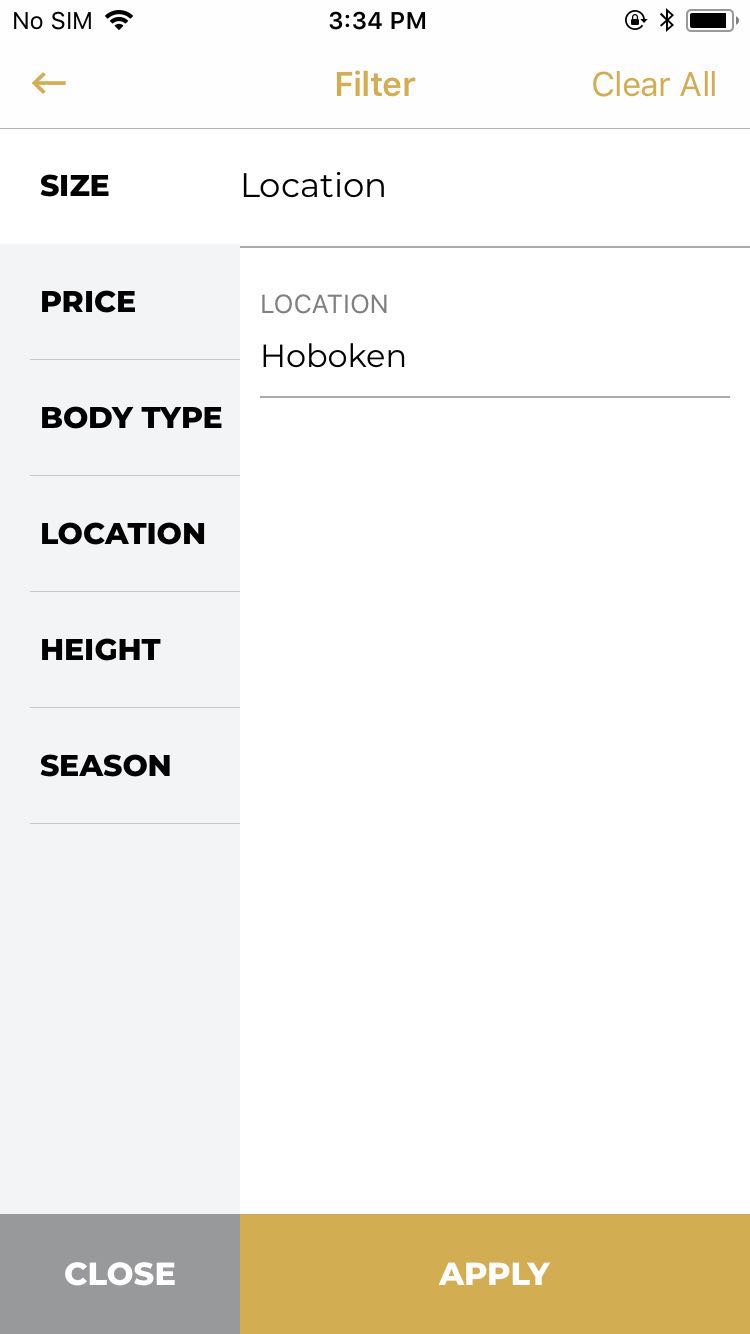 No SIM 3:34 PM
Filter Clear All
SIZE Location
PRICE
LOCATION
Hoboken
BODY TYPE
LOCATION
HEIGHT
SEASON
CLOSE APPLY